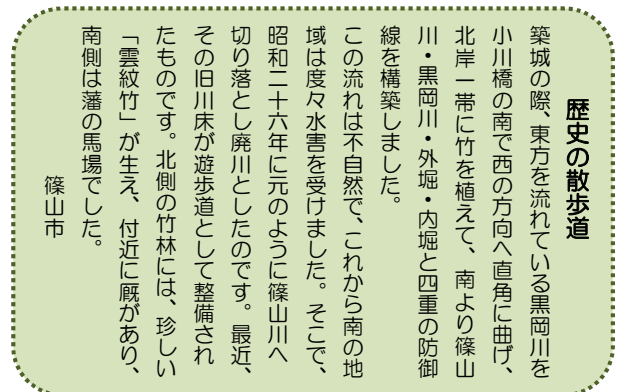 歴史の散歩道
築城の際、東方を流れている黒岡川を
小川橋の南で西の方向へ直角に曲げ、
北岸一帯に竹を植えて、南より篠山
川・黒岡川・外堀・内堀と四重の防御
線を構築しました。
この流れは不自然で、これから南の地
域は度々水害を受けました。そこで、
昭和二十六年に元のように篠山川へ
切り落とし廃川としたのです。最近、
その旧川床が遊歩道として整備され
たものです。北側の竹林には、珍しい
「雲紋竹」が生え、付近に厩があり、
南側は藩の馬場でした。
篠山市